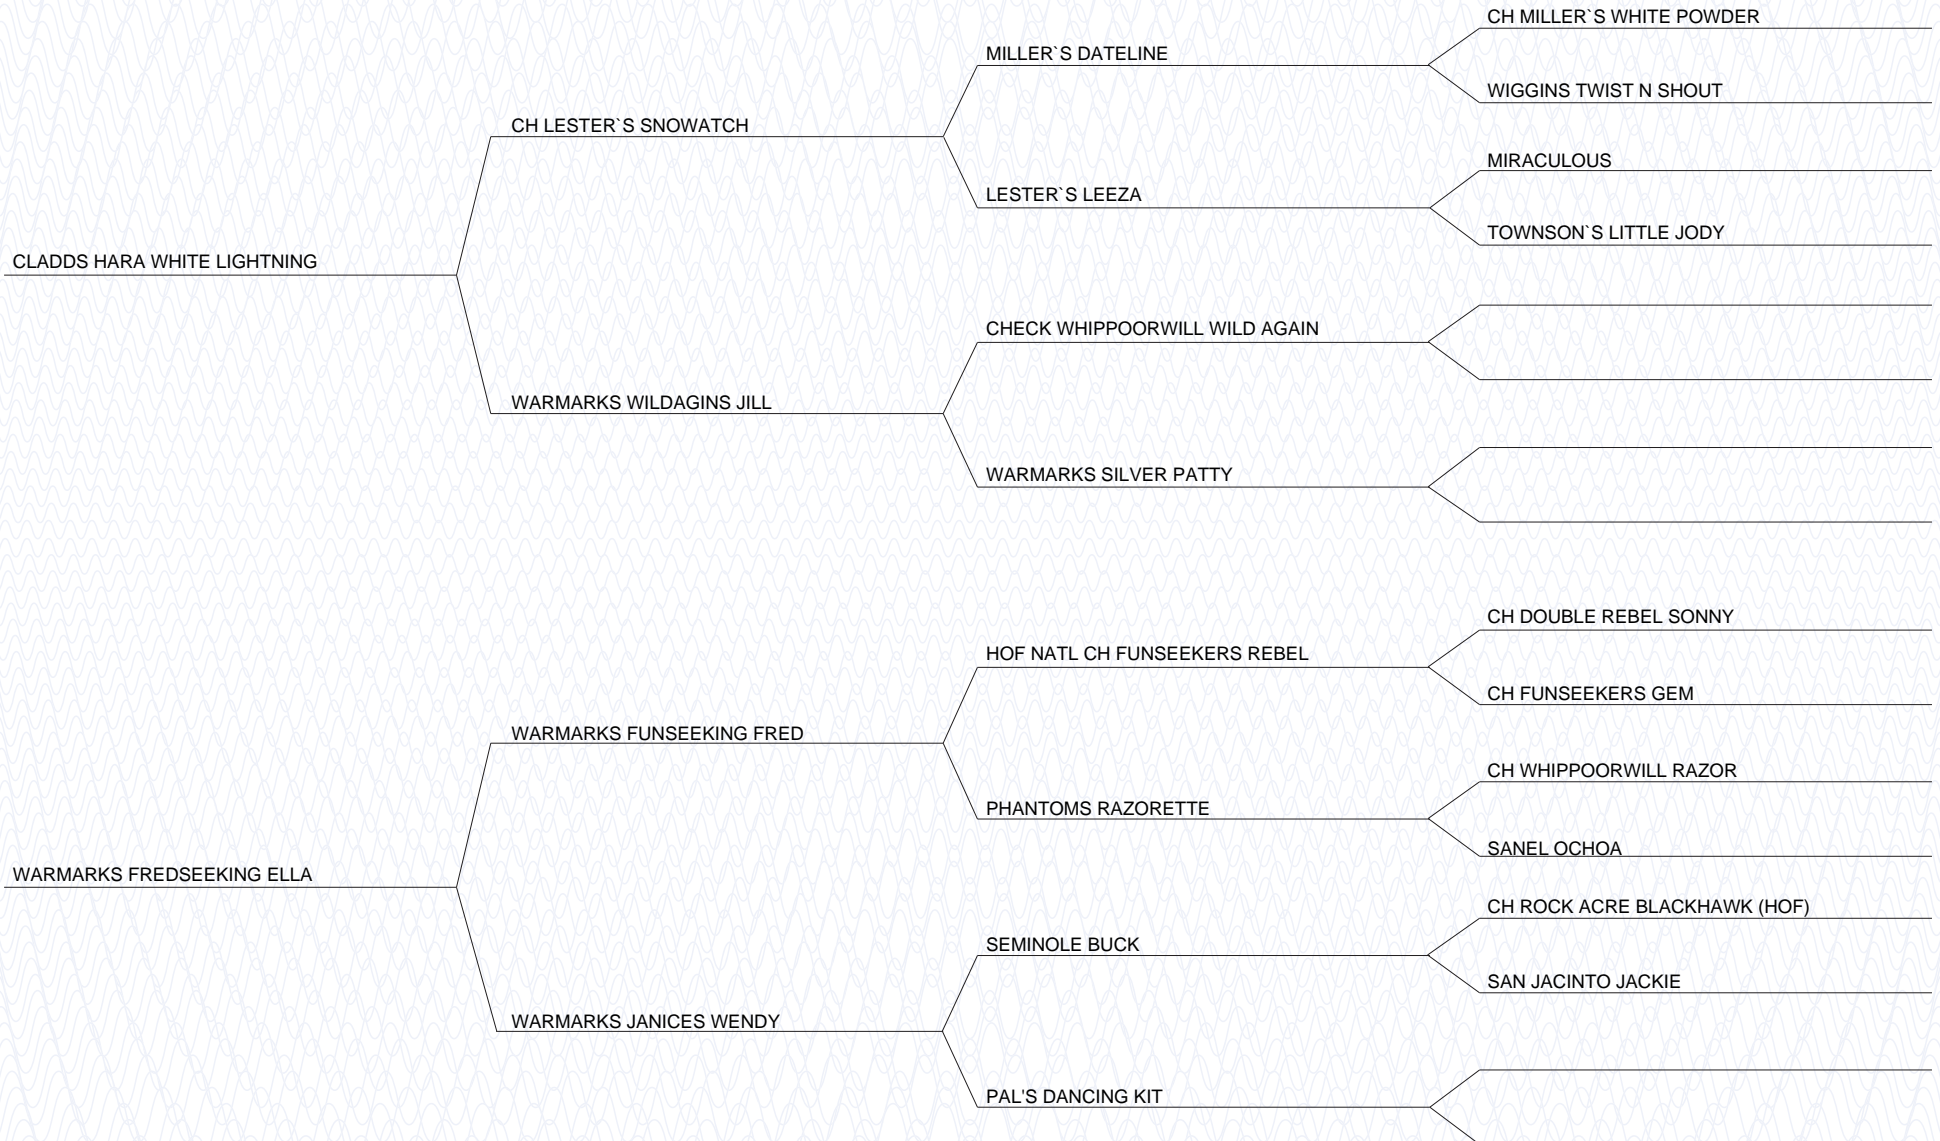 CH MILLER`S WHITE POWDER
MILLER`S DATELINE
WIGGINS TWIST N SHOUT
CH LESTER`S SNOWATCH
MIRACULOUS
LESTER`S LEEZA
TOWNSON`S LITTLE JODY
CLADDS HARA WHITE LIGHTNING
CHECK WHIPPOORWILL WILD AGAIN
WARMARKS WILDAGINS JILL
WARMARKS SILVER PATTY
CH DOUBLE REBEL SONNY
HOF NATL CH FUNSEEKERS REBEL
CH FUNSEEKERS GEM
WARMARKS FUNSEEKING FRED
CH WHIPPOORWILL RAZOR
PHANTOMS RAZORETTE
SANEL OCHOA
WARMARKS FREDSEEKING ELLA
CH ROCK ACRE BLACKHAWK (HOF)
SEMINOLE BUCK
SAN JACINTO JACKIE
WARMARKS JANICES WENDY
PAL'S DANCING KIT